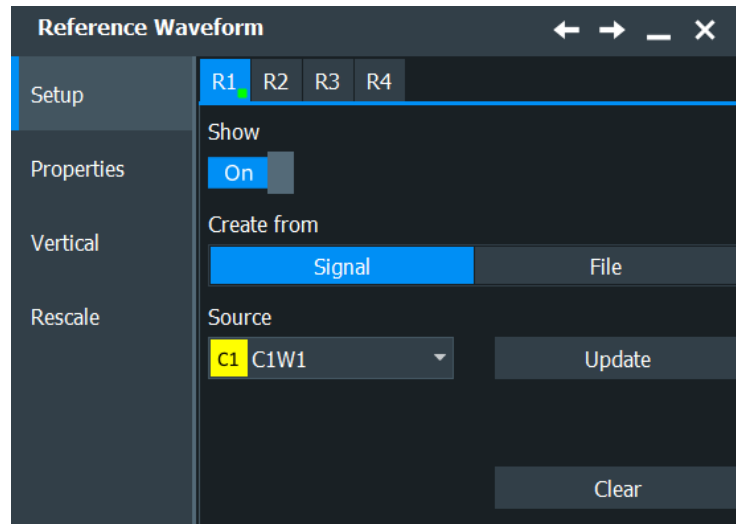 Reference Waveform
Setup
Properties
Vertical
Rescale
R1 R2 R3 R4
Show
On
Create from
Signal File
Source
C1 C1W1 Update
Clear